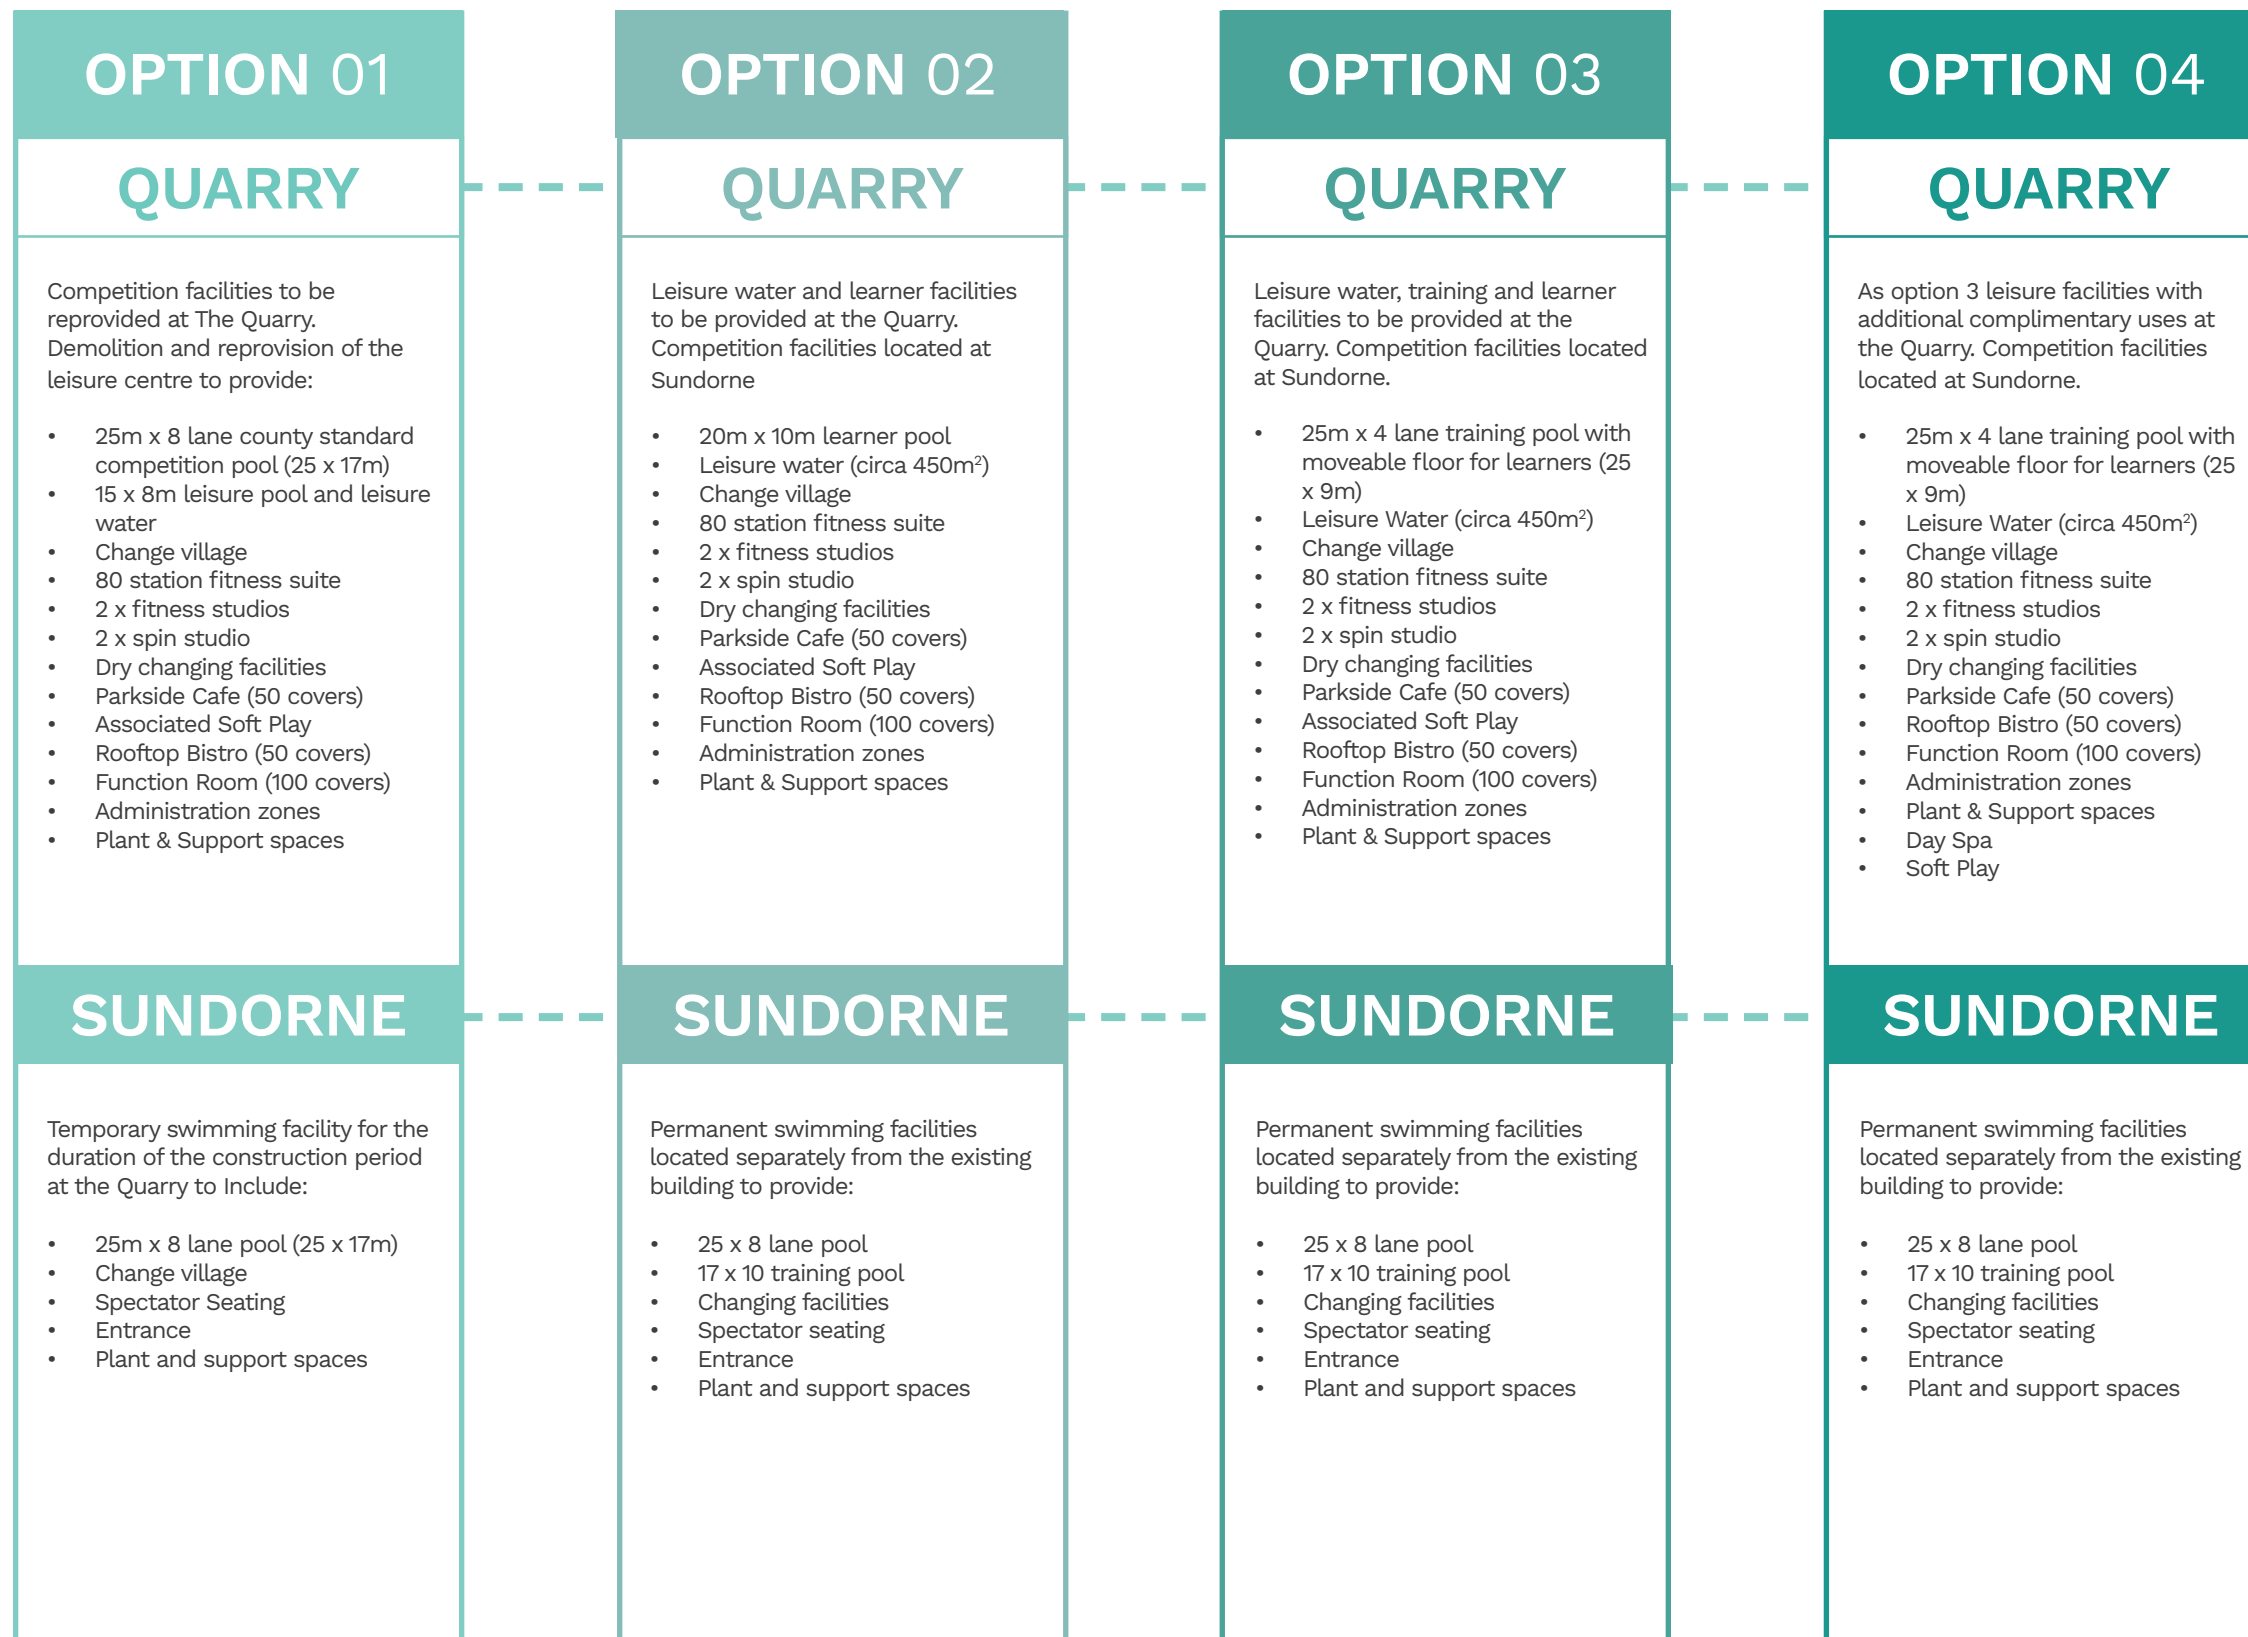 OPTION 01
QUARRY
Competition facilities to be
reprovided at The Quarry.
Demolition and reprovision of the
leisure centre to provide:
• 25m x 8 lane county standard
competition pool (25 x 17m)
• 15 x 8m leisure pool and leisure
water
• Change village
• 80 station fitness suite
• 2 x fitness studios
• 2 x spin studio
• Dry changing facilities
• Parkside Cafe (50 covers)
• Associated Soft Play
• Rooftop Bistro (50 covers)
• Function Room (100 covers)
• Administration zones
• Plant & Support spaces
SUNDORNE
Temporary swimming facility for the
duration of the construction period
at the Quarry to Include:
• 25m x 8 lane pool (25 x 17m)
• Change village
• Spectator Seating
• Entrance
• Plant and support spaces
OPTION 02
QUARRY
Leisure water and learner facilities
to be provided at the Quarry.
Competition facilities located at
Sundorne
• 20m x 10m learner pool
• Leisure water (circa 450m²)
• Change village
• 80 station fitness suite
• 2 x fitness studios
• 2 x spin studio
• Dry changing facilities
• Parkside Cafe (50 covers)
• Associated Soft Play
• Rooftop Bistro (50 covers)
• Function Room (100 covers)
• Administration zones
• Plant & Support spaces
SUNDORNE
Permanent swimming facilities
located separately from the existing
building to provide:
• 25 x 8 lane pool
• 17 x 10 training pool
• Changing facilities
• Spectator seating
• Entrance
• Plant and support spaces
OPTION 03
QUARRY
Leisure water, training and learner
facilities to be provided at the
Quarry. Competition facilities located
at Sundorne.
• 25m x 4 lane training pool with
moveable floor for learners (25
x 9m)
• Leisure Water (circa 450m²)
• Change village
• 80 station fitness suite
• 2 x fitness studios
• 2 x spin studio
• Dry changing facilities
• Parkside Cafe (50 covers)
• Associated Soft Play
• Rooftop Bistro (50 covers)
• Function Room (100 covers)
• Administration zones
• Plant & Support spaces
SUNDORNE
Permanent swimming facilities
located separately from the existing
building to provide:
• 25 x 8 lane pool
• 17 x 10 training pool
• Changing facilities
• Spectator seating
• Entrance
• Plant and support spaces
OPTION 04
QUARRY
As option 3 leisure facilities with
additional complimentary uses at
the Quarry. Competition facilities
located at Sundorne.
• 25m x 4 lane training pool with
moveable floor for learners (25
x 9m)
• Leisure Water (circa 450m²)
• Change village
• 80 station fitness suite
• 2 x fitness studios
• 2 x spin studio
• Dry changing facilities
• Parkside Cafe (50 covers)
• Rooftop Bistro (50 covers)
• Function Room (100 covers)
• Administration zones
• Plant & Support spaces
• Day Spa
• Soft Play
SUNDORNE
Permanent swimming facilities
located separately from the existing
building to provide:
• 25 x 8 lane pool
• 17 x 10 training pool
• Changing facilities
• Spectator seating
• Entrance
• Plant and support spaces